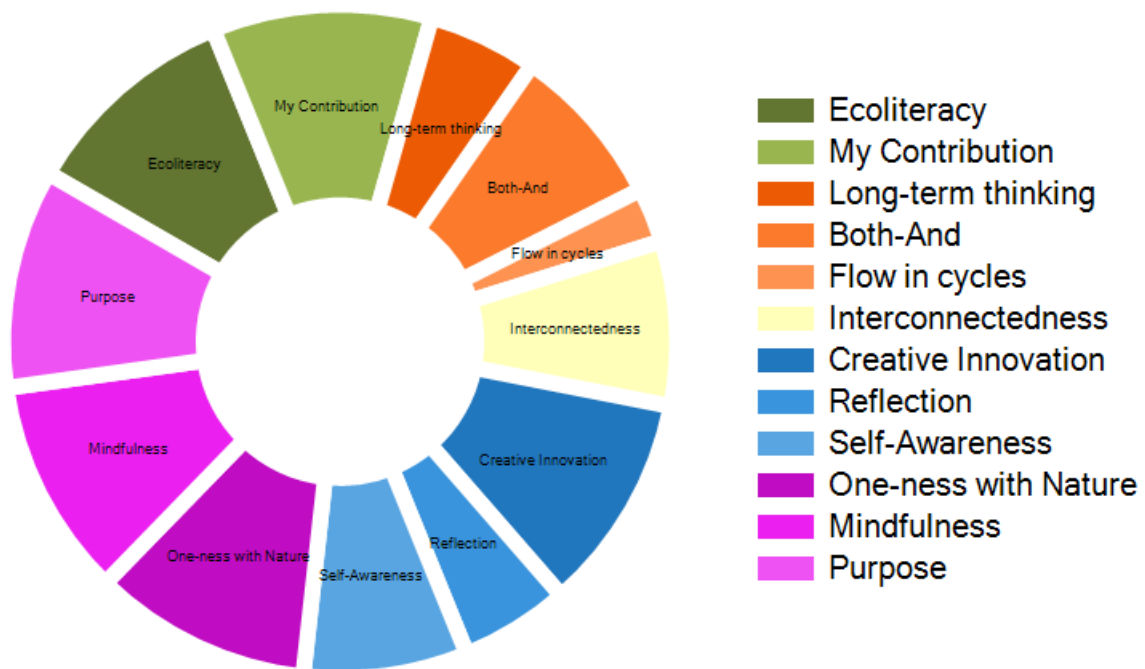 My Contribution
Long-term thinking
Ecoliteracy
Both-And
Flow in cycles
Purpose
Interconnectedness
Mindfulness
Creative Innovation
Reflection
One-ness with Nature
Self-Awareness
Ecoliteracy
My Contribution
Long-term thinking
Both-And
Flow in cycles
Interconnectedness
Creative Innovation
Reflection
Self-Awareness
One-ness with Nature
Mindfulness
Purpose